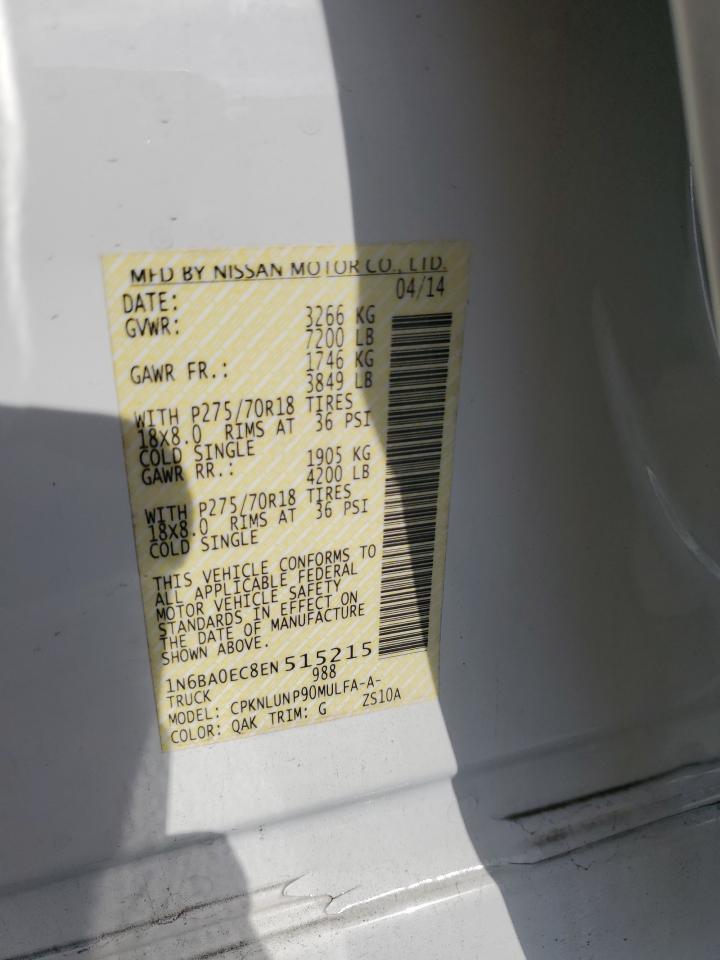 MFD BY NISSAN MOTOR CO., LTD.
DATE: 04/14
GVWR: 3266 KG
7200 LB
GAWR FR.: 1746 KG
3849 LB
WITH P275/70R18 TIRES
18X8.0 RIMS AT 36 PSI
COLD SINGLE
GAWR RR.: 1905 KG
4200 LB
WITH P275/70R18 TIRES
18X8.0 RIMS AT 36 PSI
COLD SINGLE
THIS VEHICLE CONFORMS TO
ALL APPLICABLE FEDERAL
MOTOR VEHICLE SAFETY
STANDARDS IN EFFECT ON
THE DATE OF MANUFACTURE
SHOWN ABOVE.
1N6BA0EC8EN515215
TRUCK 988
MODEL: CPKNLUNP90MULFA-A-
COLOR: QAK TRIM: G ZS10A